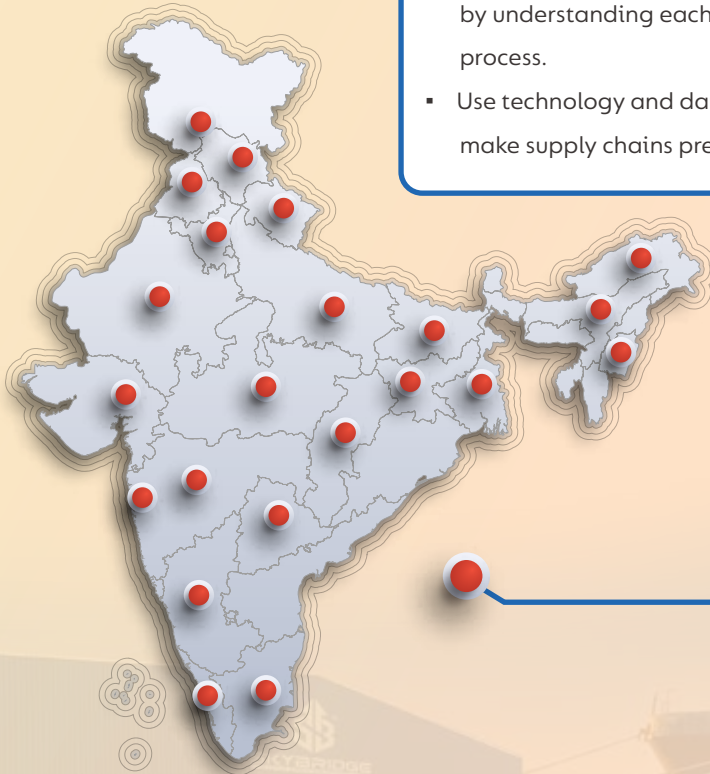 by understanding each
process.
▪ Use technology and da
make supply chains pre